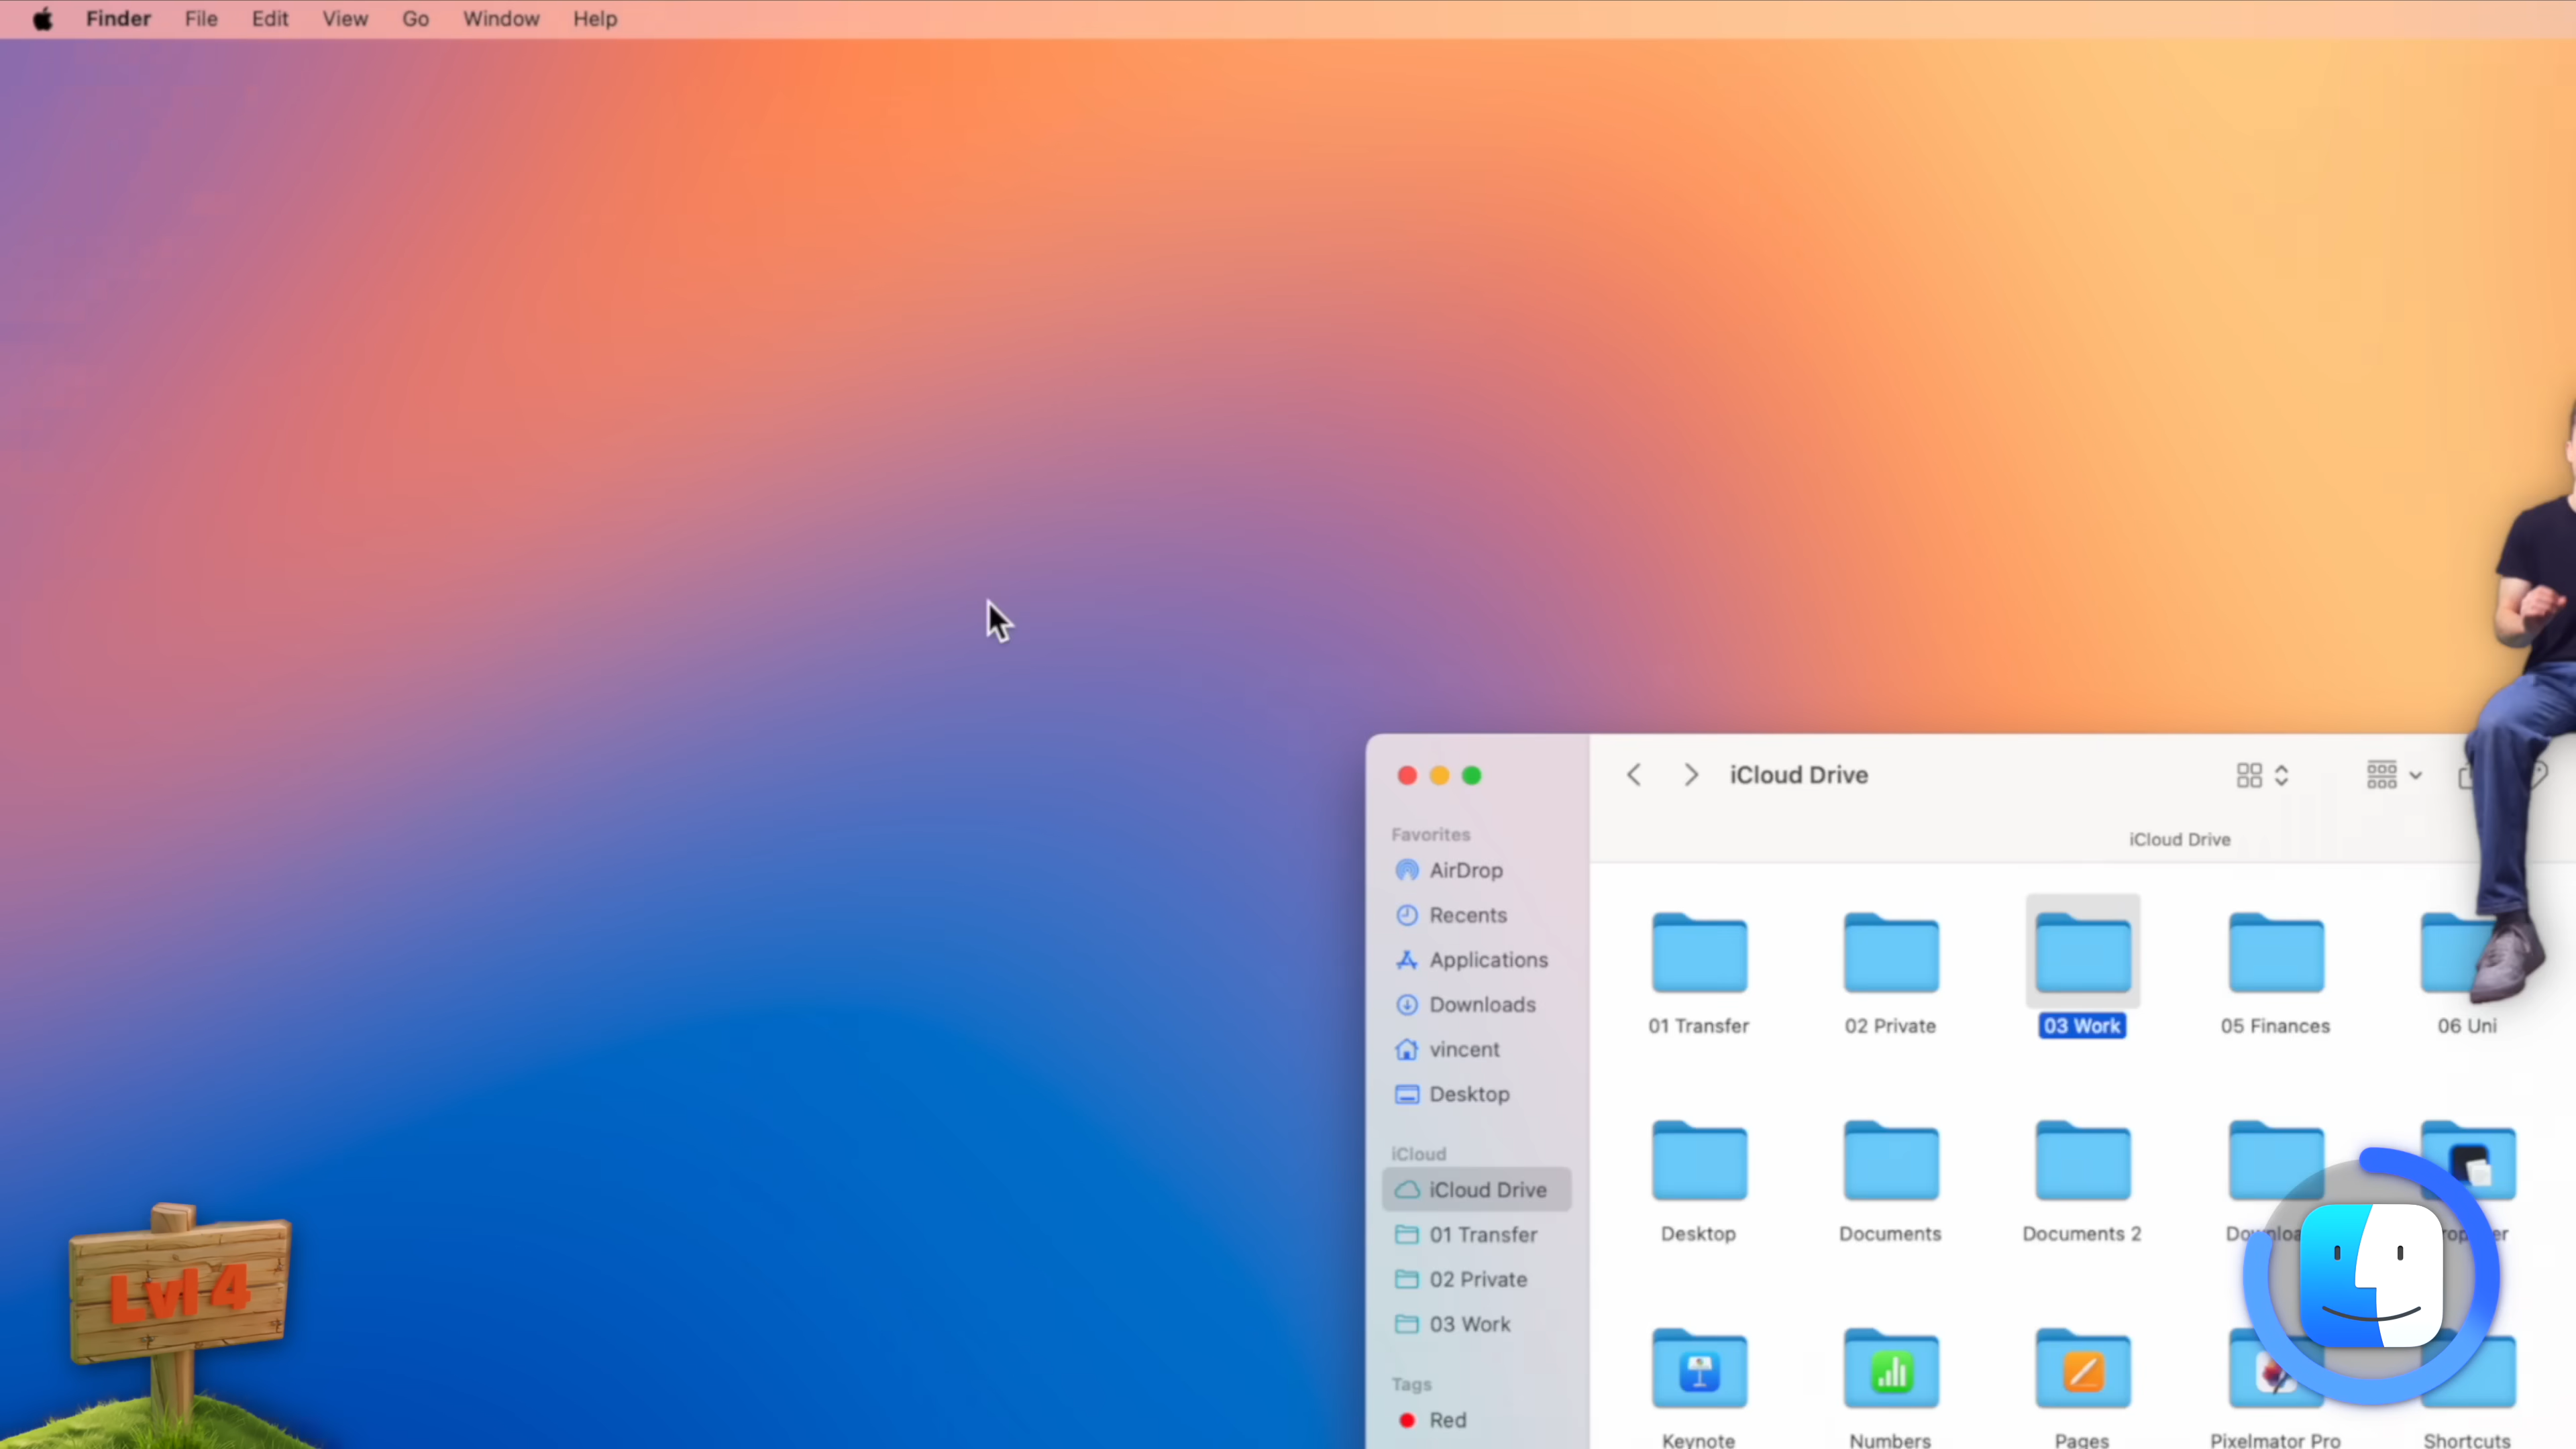 Finder File Edit View Go Window Help
iCloud Drive
iCloud Drive
Favorites
AirDrop
Recents
Applications
Downloads
vincent
Desktop
iCloud
iCloud Drive
01 Transfer
02 Private
03 Work
Tags
Red
01 Transfer 02 Private 03 Work 05 Finances 06 Uni
Desktop Documents Documents 2
Keynote Numbers Pages Pixelmator Pro Shortcuts
Lvl 4